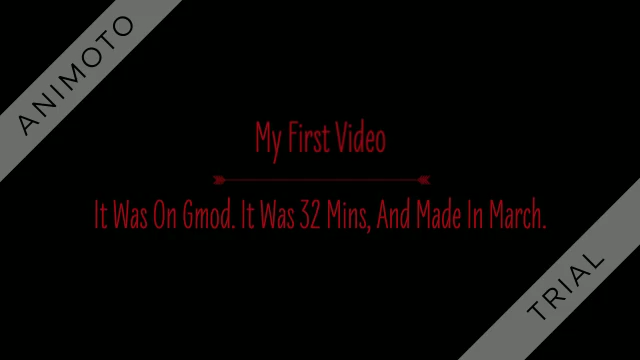 ANIMOTO
My First Video
It Was On Gmod. It Was 32 Mins, And Made In March.
TRIAL